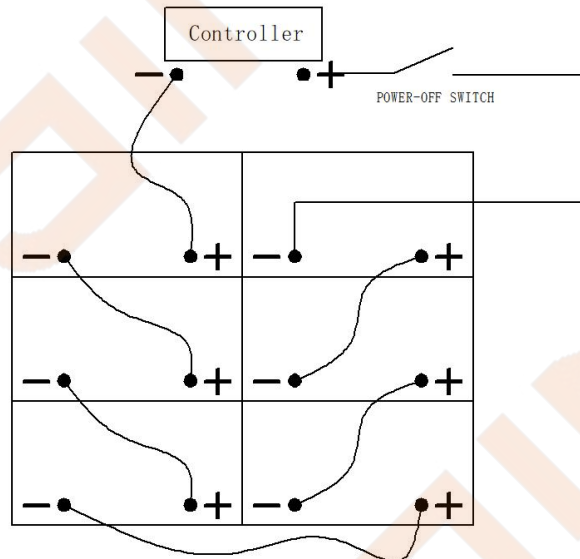 Controller
- +
POWER-OFF SWITCH
- + - +
- + - +
- + - +